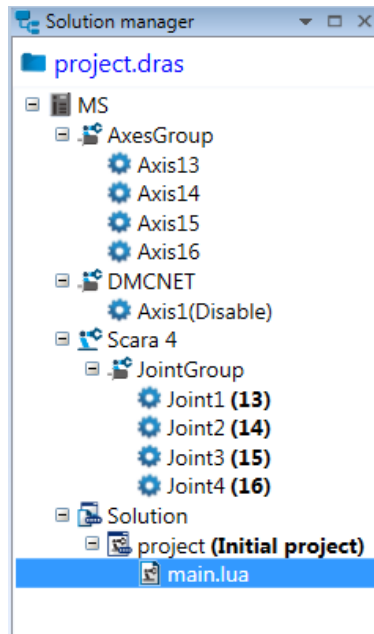 Solution manager
project.dras
MS
AxesGroup
Axis13
Axis14
Axis15
Axis16
DMCNET
Axis1(Disable)
Scara 4
JointGroup
Joint1 (13)
Joint2 (14)
Joint3 (15)
Joint4 (16)
Solution
project (Initial project)
main.lua